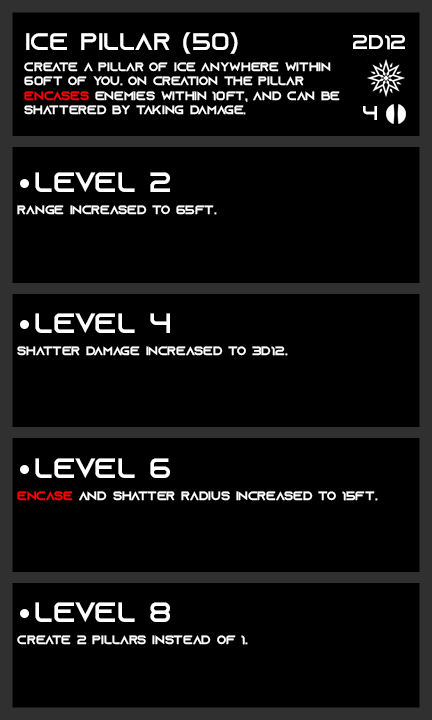 ICE PILLAR (50)
2D12
CREATE A PILLAR OF ICE ANYWHERE WITHIN
60FT OF YOU. ON CREATION THE PILLAR
ENCASES ENEMIES WITHIN 10FT, AND CAN BE
SHATTERED BY TAKING DAMAGE.
4
•LEVEL 2
RANGE INCREASED TO 65FT.
•LEVEL 4
SHATTER DAMAGE INCREASED TO 3D12.
•LEVEL 6
ENCASE AND SHATTER RADIUS INCREASED TO 15FT.
•LEVEL 8
CREATE 2 PILLARS INSTEAD OF 1.